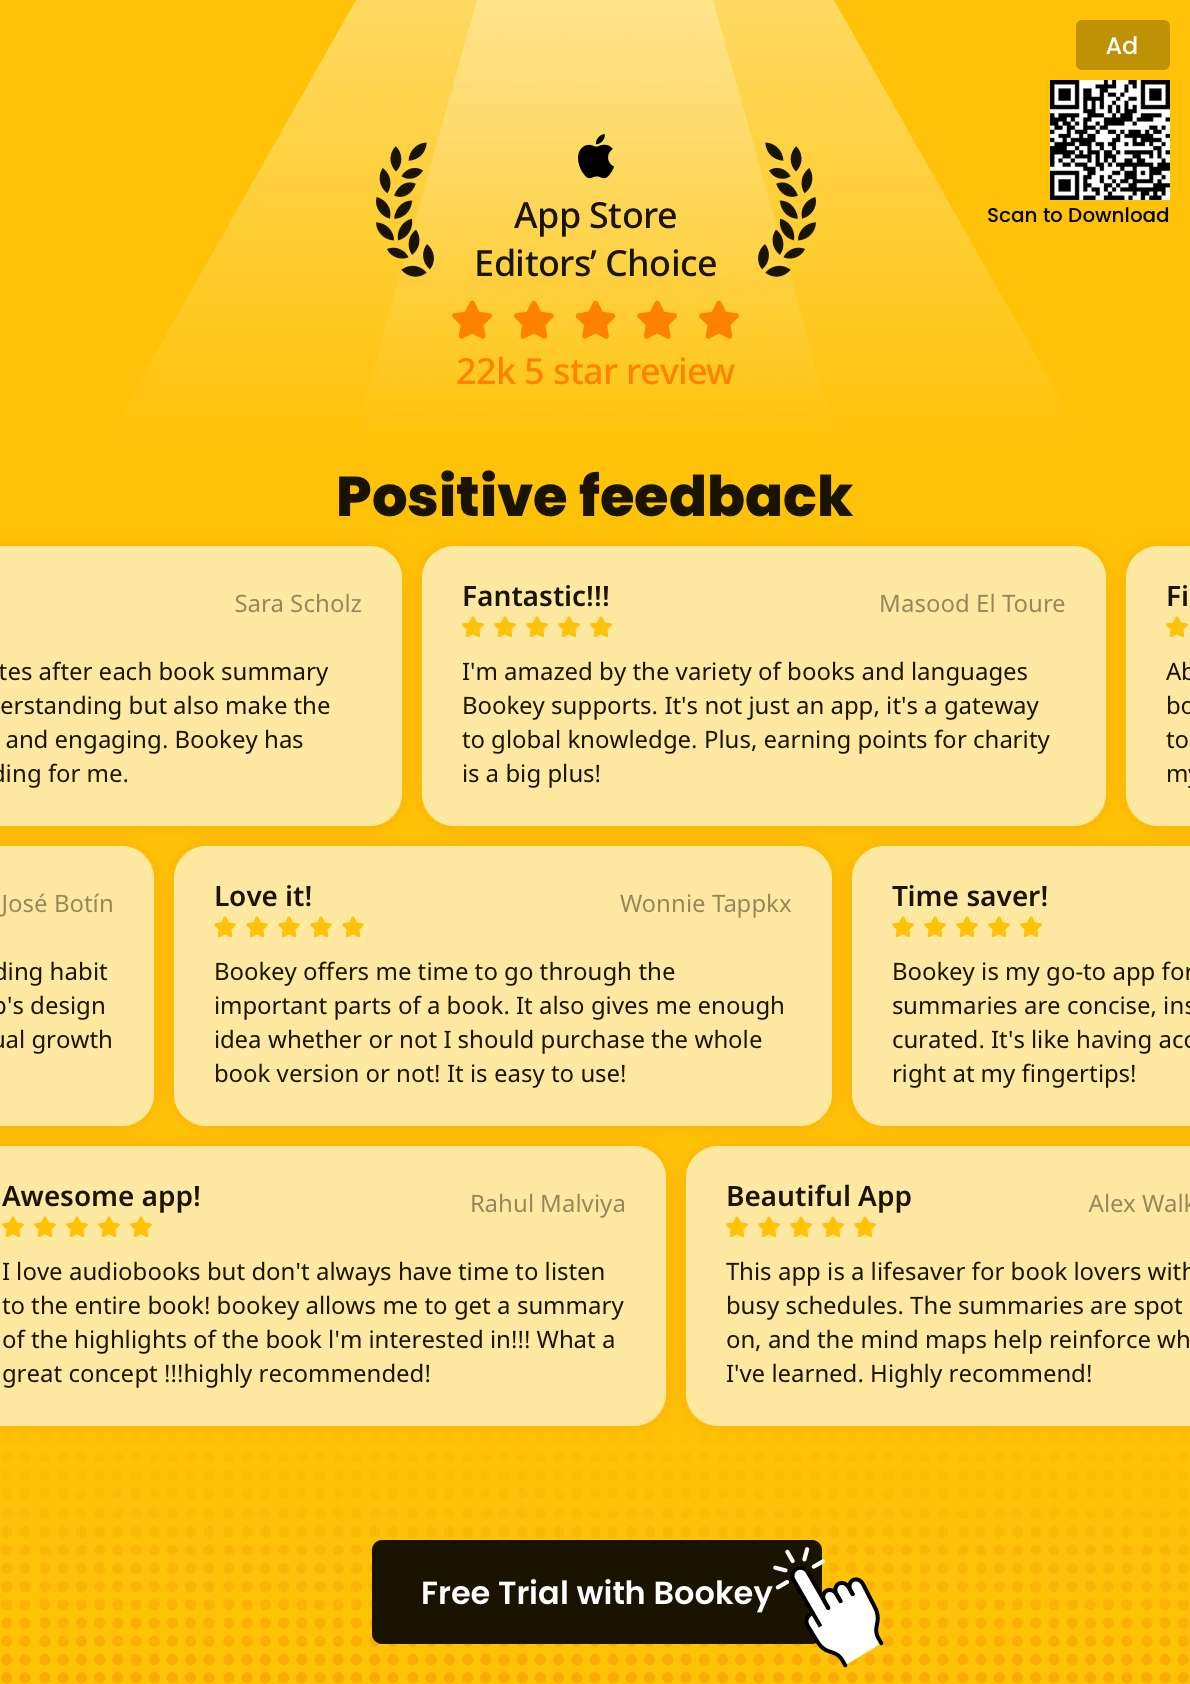 Ad
Scan to Download
App Store
Editors’ Choice
22k 5 star review
Positive feedback
Sara Scholz
after each book summary
but also make the
and engaging. Bookey has
for me.
Fantastic!!!
Masood El Toure
I'm amazed by the variety of books and languages
Bookey supports. It's not just an app, it's a gateway
to global knowledge. Plus, earning points for charity
is a big plus!
to
José Botín
habit
design
growth
Love it!
Wonnie Tappkx
Bookey offers me time to go through the
important parts of a book. It also gives me enough
idea whether or not I should purchase the whole
book version or not! It is easy to use!
Time saver!
Bookey is my go-to app for
summaries are concise,
curated. It's like having
right at my fingertips!
Awesome app!
Rahul Malviya
I love audiobooks but don't always have time to listen
to the entire book! bookey allows me to get a summary
of the highlights of the book l'm interested in!!! What a
great concept !!!highly recommended!
Beautiful App
Alex
This app is a lifesaver for book lovers with
busy schedules. The summaries are spot
on, and the mind maps help reinforce
I've learned. Highly recommend!
Free Trial with Bookey